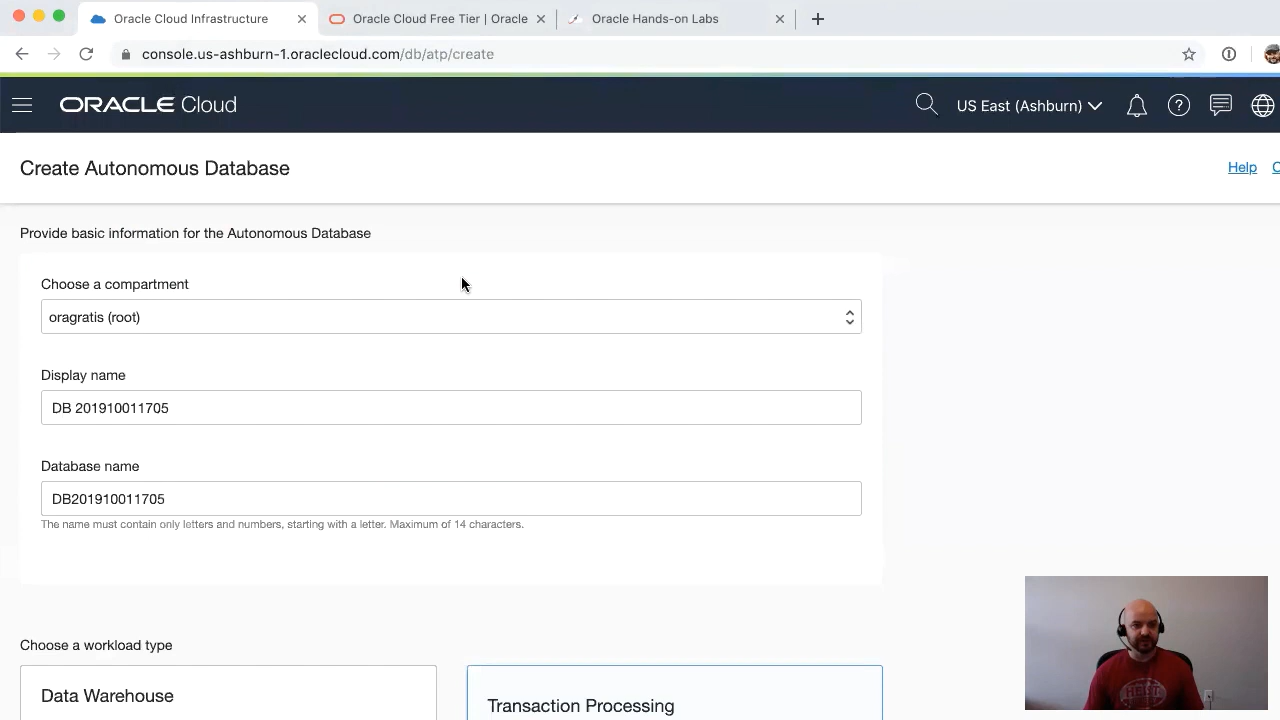 Oracle Cloud Infrastructure
Oracle Cloud Free Tier | Oracle
Oracle Hands-on Labs
console.us-ashburn-1.oraclecloud.com/db/atp/create
ORACLE Cloud
US East (Ashburn)
Create Autonomous Database
Help
Provide basic information for the Autonomous Database
Choose a compartment
oragratis (root)
Display name
DB 201910011705
Database name
DB201910011705
The name must contain only letters and numbers, starting with a letter. Maximum of 14 characters.
Choose a workload type
Data Warehouse
Transaction Processing